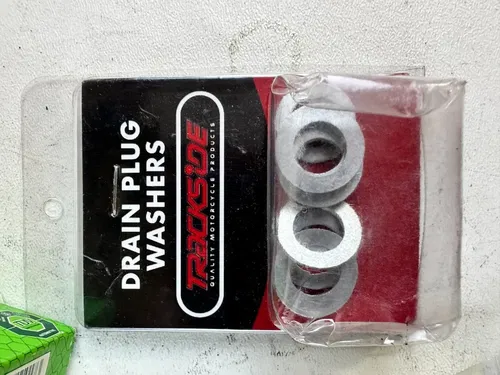 DRAIN PLUG
WASHERS
TRACKSIDE
QUALITY MOTORCYCLE PRODUCTS